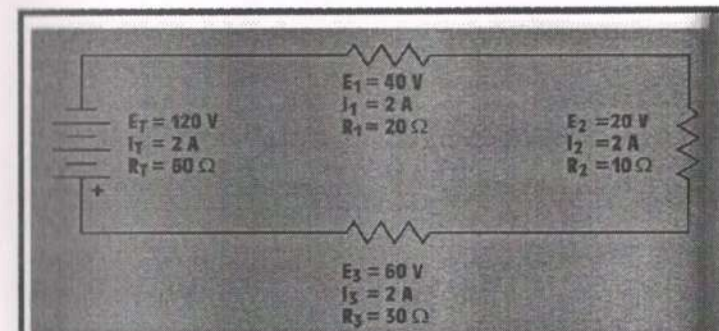 E1 = 40 V
I1 = 2 A
R1 = 20 Ω
ET = 120 V
IT = 2 A
RT = 60 Ω
E2 = 20 V
I2 = 2 A
R2 = 10 Ω
+
E3 = 60 V
I3 = 2 A
R3 = 30 Ω